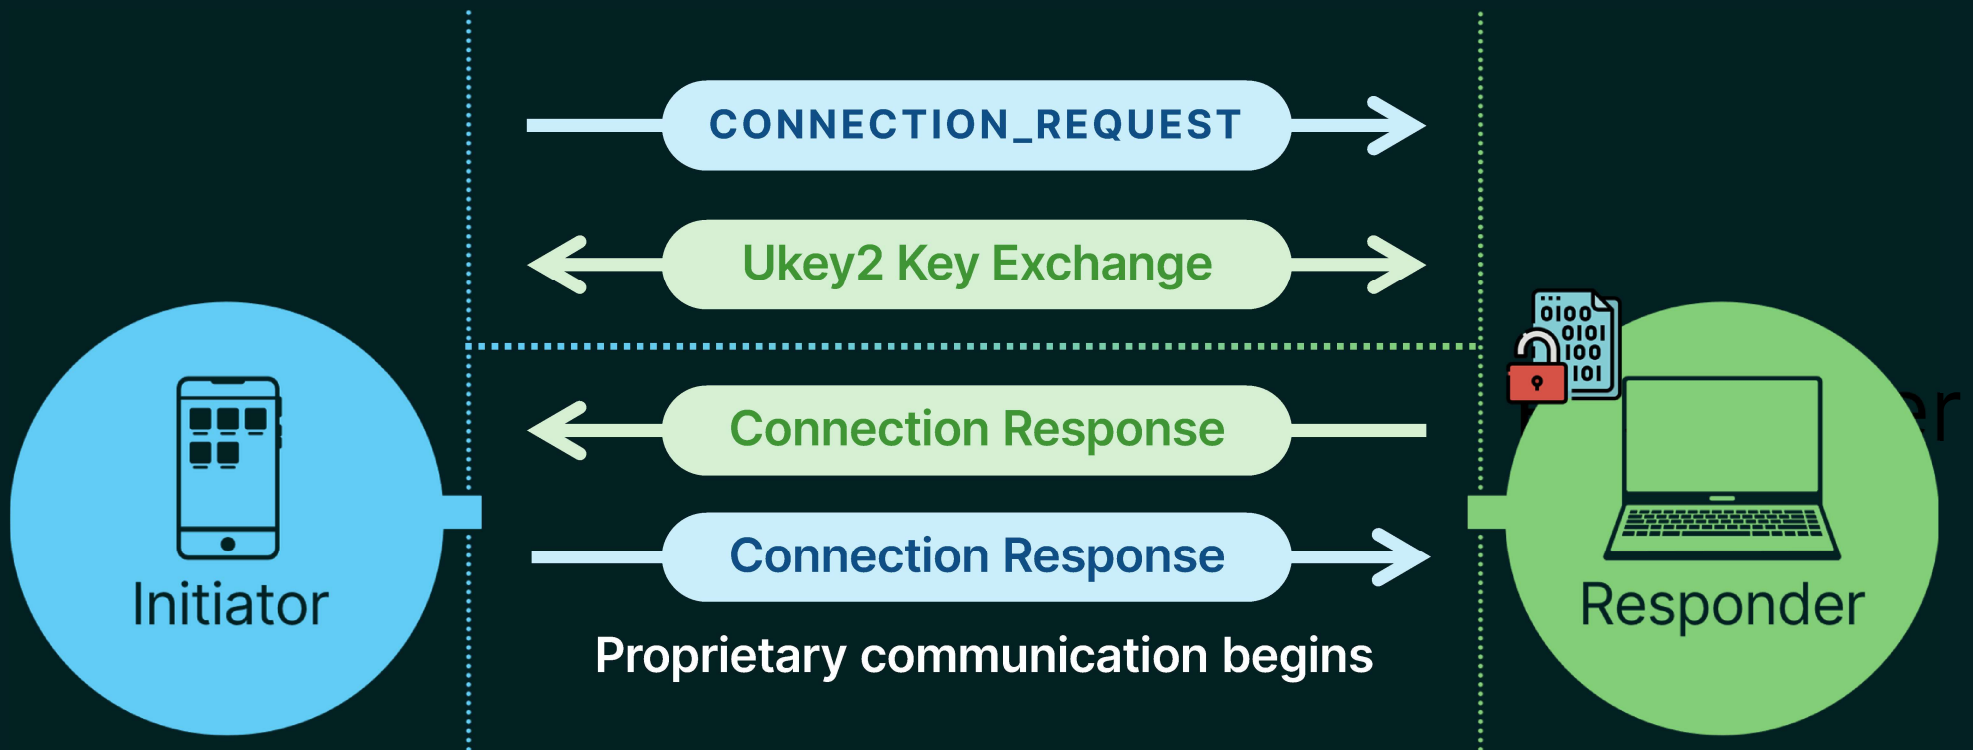 CONNECTION_REQUEST
Ukey2 Key Exchange
0100
0101
100
101
Connection Response
Connection Response
Initiator
Responder
Proprietary communication begins